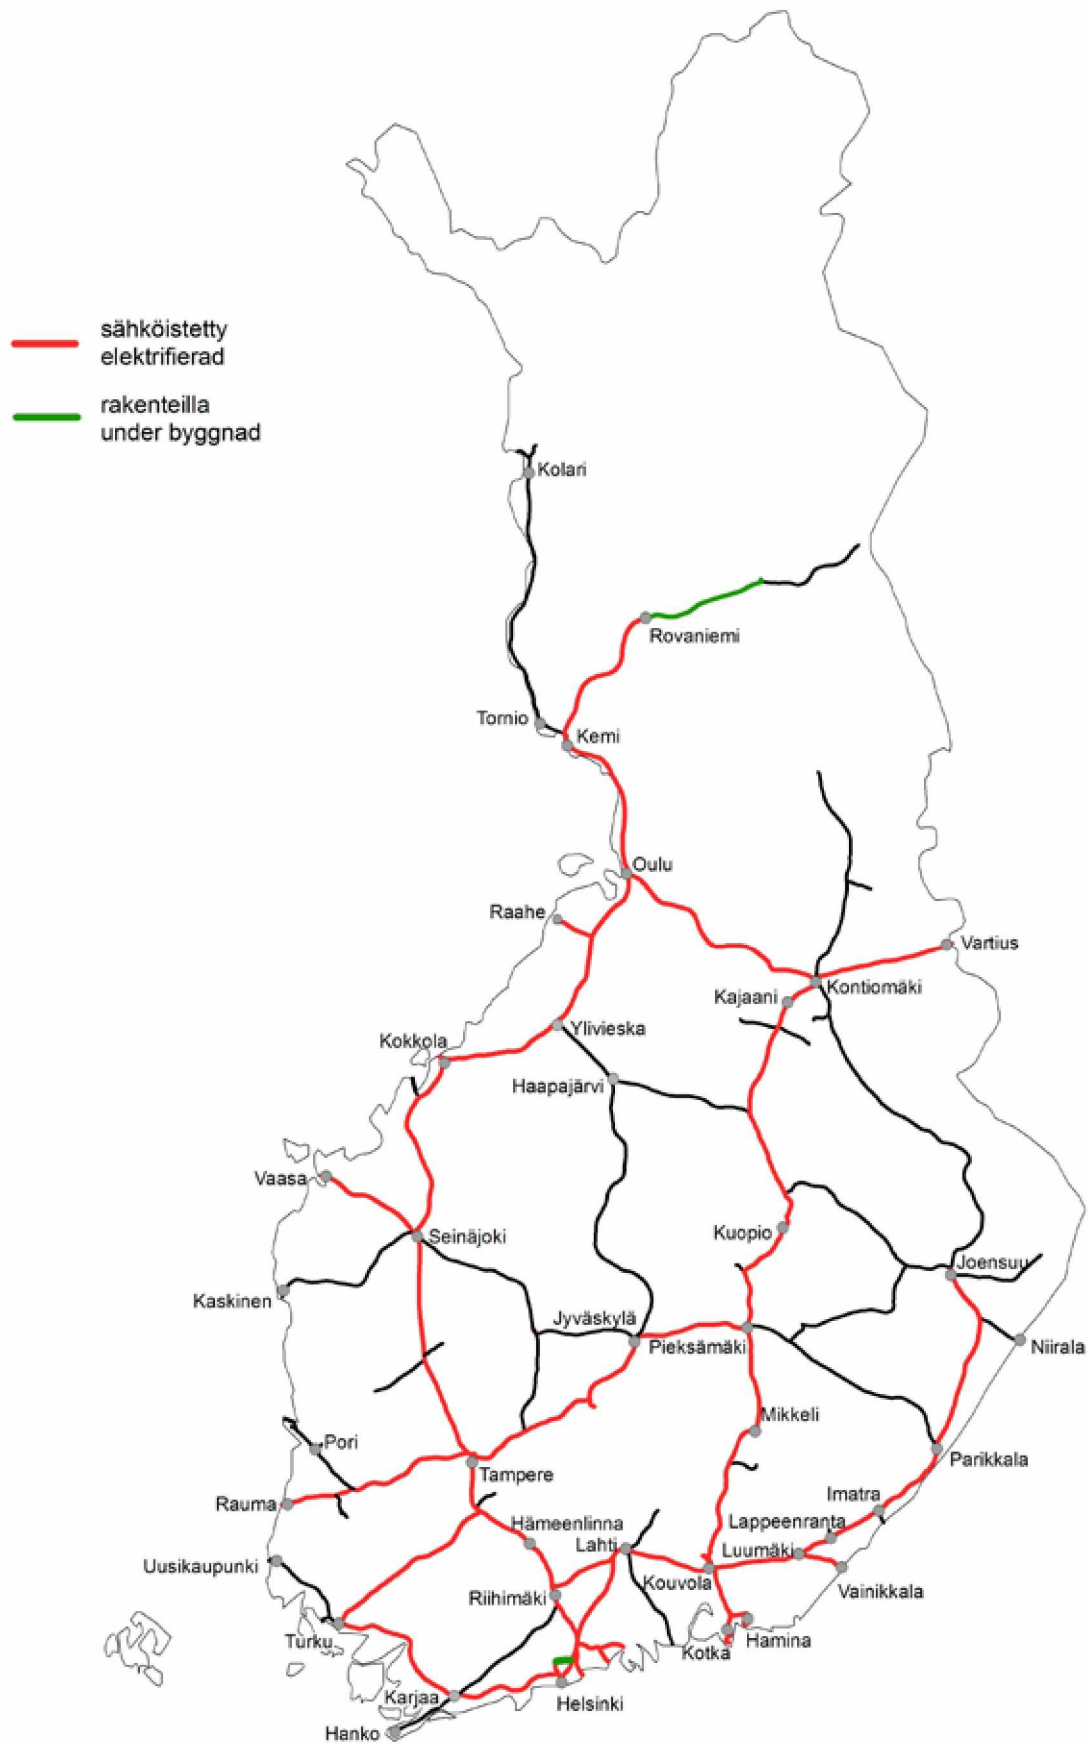 sähköistetty
elektrifierad
rakenteilla
under byggnad
Kolari
Rovaniemi
Tornio
Kemi
Oulu
Raahe
Vartius
Kontiomäki
Kajaani
Ylivieska
Kokkola
Haapajärvi
Vaasa
Kuopio
Seinäjoki
Joensuu
Kaskinen
Jyväskylä
Pieksämäki
Niirala
Mikkeli
Pori
Parikkala
Tampere
Imatra
Rauma
Lappeenranta
Hämeenlinna
Lahti
Luumäki
Uusikaupunki
Kouvola
Vainikkala
Riihimäki
Turku
Hamina
Kotka
Karjaa
Helsinki
Hanko